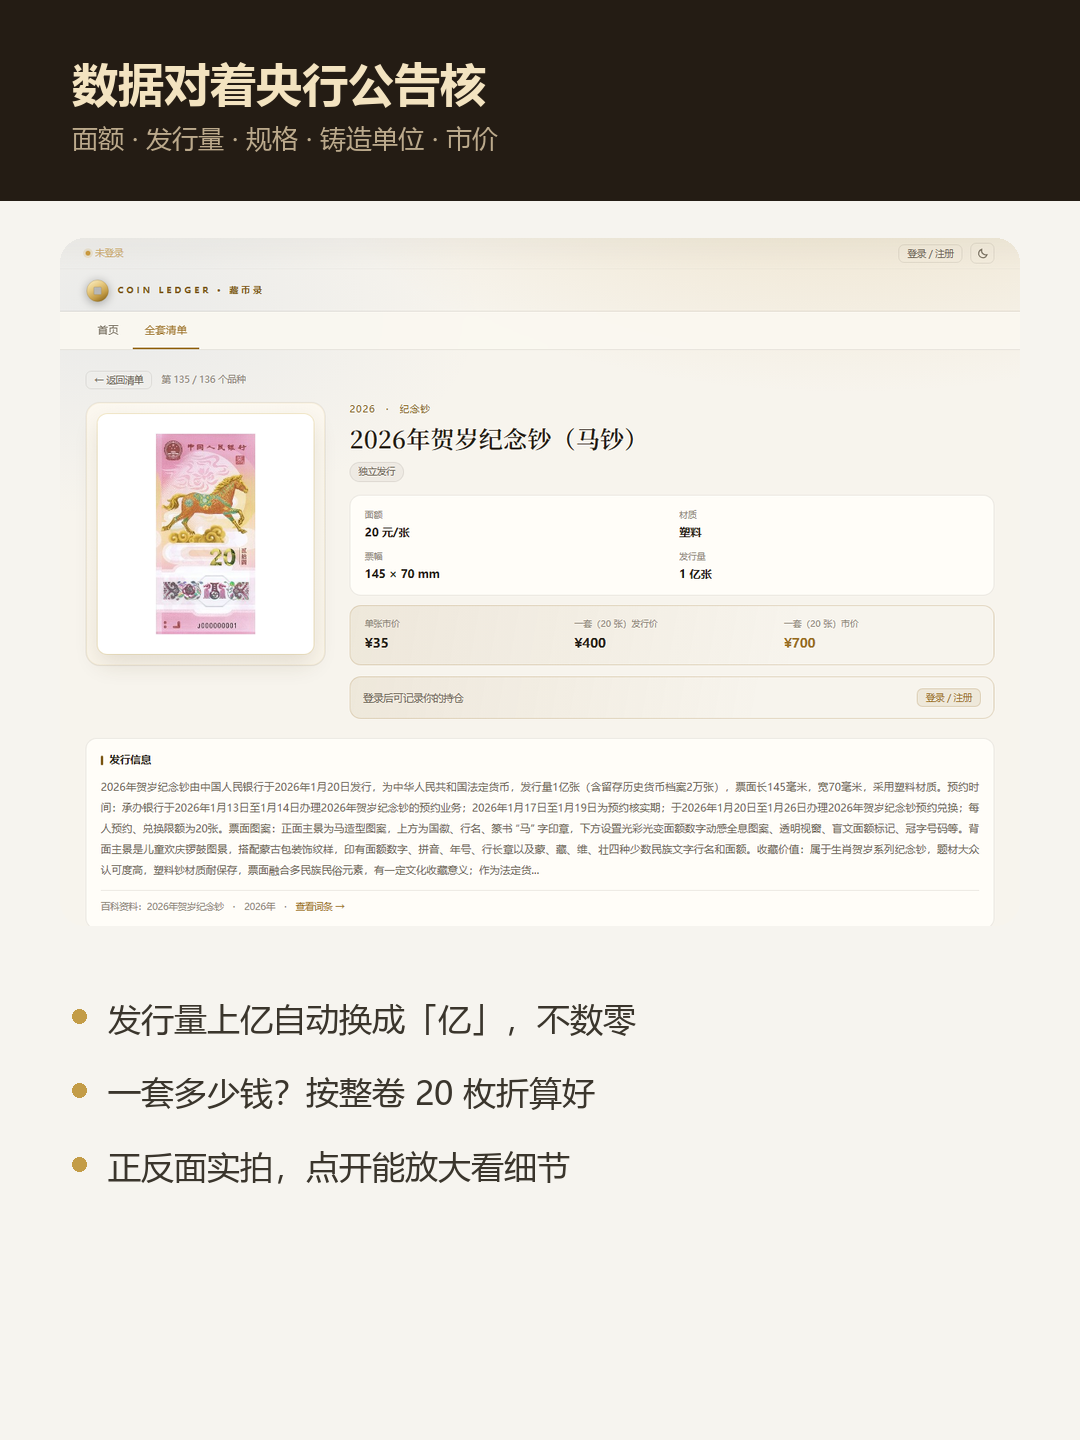 数据对着央行公告核
面额 · 发行量 · 规格 · 铸造单位 · 市价
未登录
登录 / 注册
COIN LEDGER · 藏币录
首页
全套清单
← 返回清单
第 135 / 136 个品种
2026 · 纪念钞
2026年贺岁纪念钞（马钞）
独立发行
中国人民银行
20
贰拾圆
J000000001
面额
20 元/张
材质
塑料
票幅
145 × 70 mm
发行量
1 亿张
单张市价
¥35
一套（20 张）发行价
¥400
一套（20 张）市价
¥700
登录后可记录你的持仓
登录 / 注册
发行信息
2026年贺岁纪念钞由中国人民银行于2026年1月20日发行，为中华人民共和国法定货币，发行量1亿张（含留存历史货币档案2万张），票面长145毫米，宽70毫米，采用塑料材质。预约时
间：承办银行于2026年1月13日至1月14日办理2026年贺岁纪念钞的预约业务；2026年1月17日至1月19日为预约核实期；于2026年1月20日至1月26日办理2026年贺岁纪念钞预约兑换；每
人预约、兑换限额为20张。票面图案：正面主景为马造型图案，上方为国徽、行名、篆书 “马” 字印章，下方设置光彩光变面额数字动感全息图案、透明视窗、盲文面额标记、冠字号码等。背
面主景是儿童欢庆锣鼓图景，搭配蒙古包装饰纹样，印有面额数字、拼音、年号、行长章以及蒙、藏、维、壮四种少数民族文字行名和面额。收藏价值：属于生肖贺岁系列纪念钞，题材大众
认可度高，塑料钞材质耐保存，票面融合多民族民俗元素，有一定文化收藏意义；作为法定货...
百科资料：2026年贺岁纪念钞 · 2026年 · 查看词条 →
发行量上亿自动换成「亿」，不数零
一套多少钱？按整卷 20 枚折算好
正反面实拍，点开能放大看细节